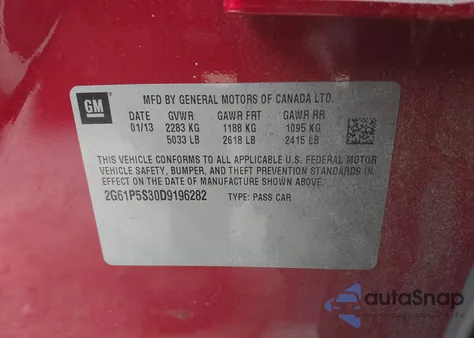 GM
MFD BY GENERAL MOTORS OF CANADA LTD.
DATE GVWR GAWR FRT GAWR RR
01/13 2283 KG 1188 KG 1095 KG
5033 LB 2618 LB 2415 LB
THIS VEHICLE CONFORMS TO ALL APPLICABLE U.S. FEDERAL MOTOR
VEHICLE SAFETY, BUMPER, AND THEFT PREVENTION STANDARDS IN
EFFECT ON THE DATE OF MANUFACTURE SHOWN ABOVE.
2G61P5S30D9196282 TYPE: PASS CAR
autoSnap